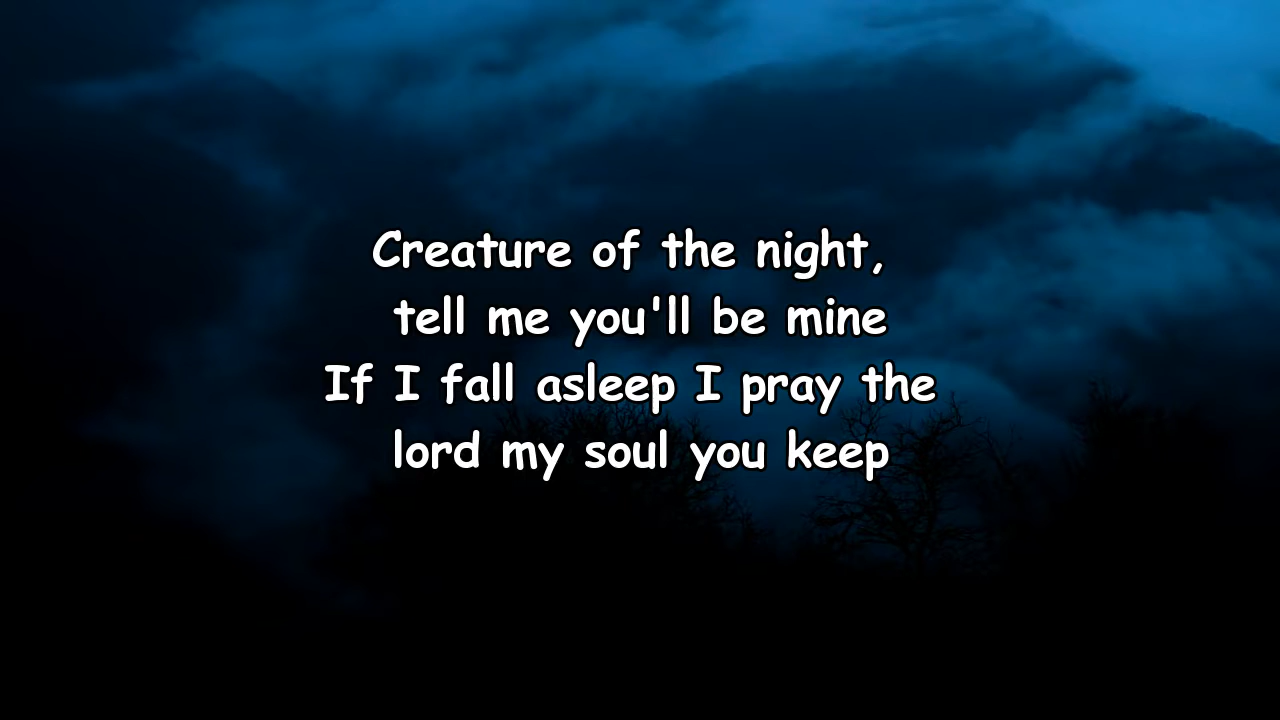 Creature of the night,
tell me you'll be mine
If I fall asleep I pray the
lord my soul you keep